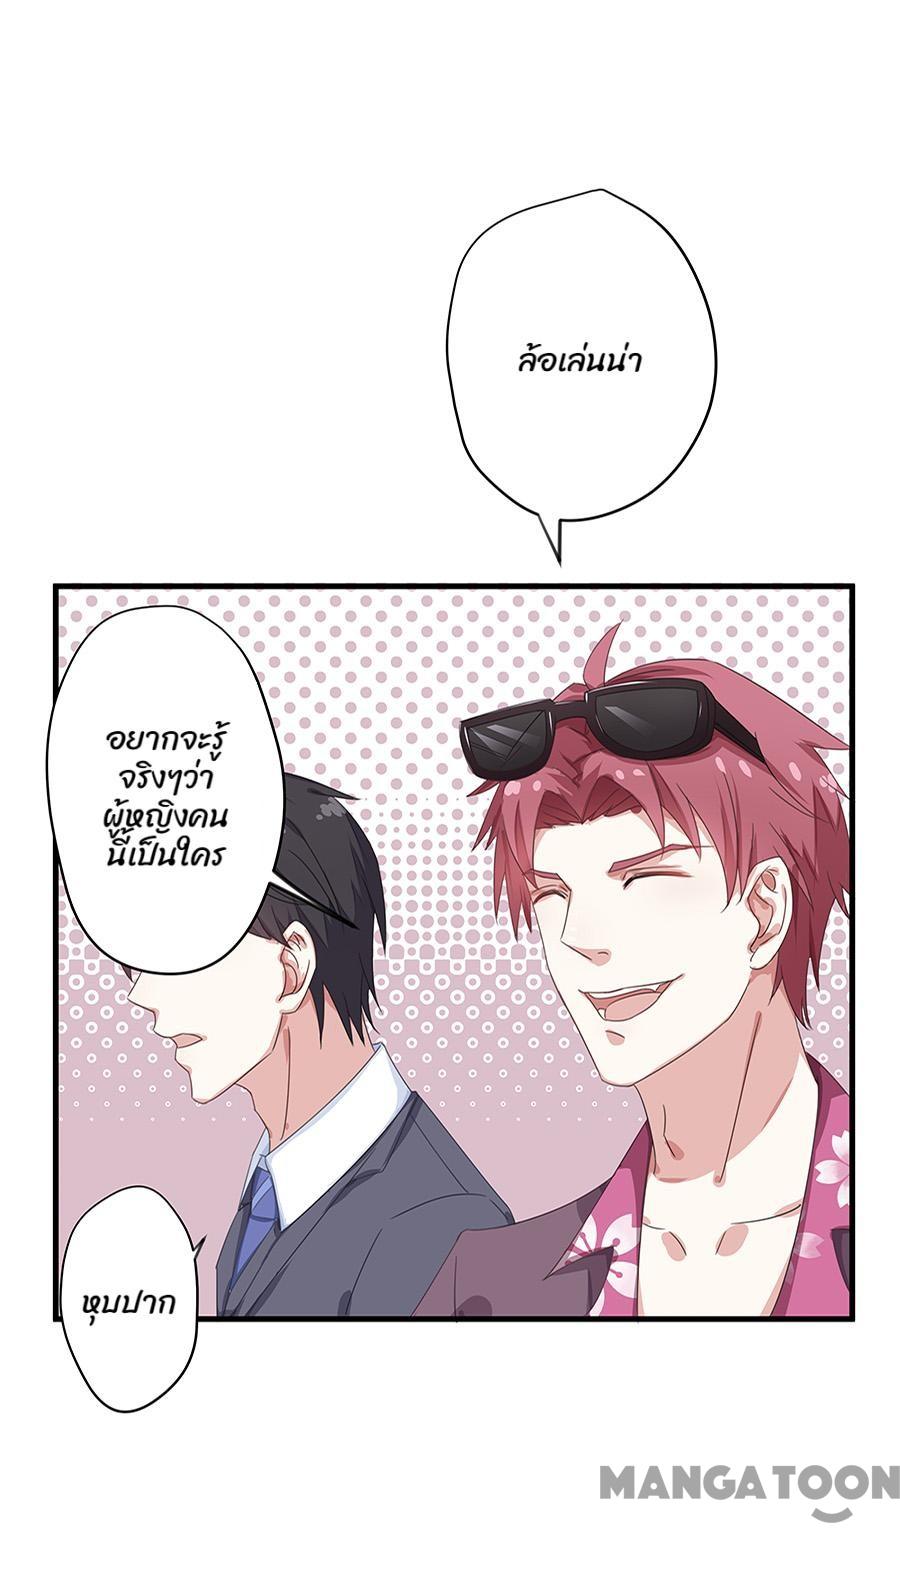 ล้อเล่นน่า
อยากจะรู้
จริงๆว่า
ผู้หญิงคน
นี้เป็นใคร
หุบปาก
MANGATOON